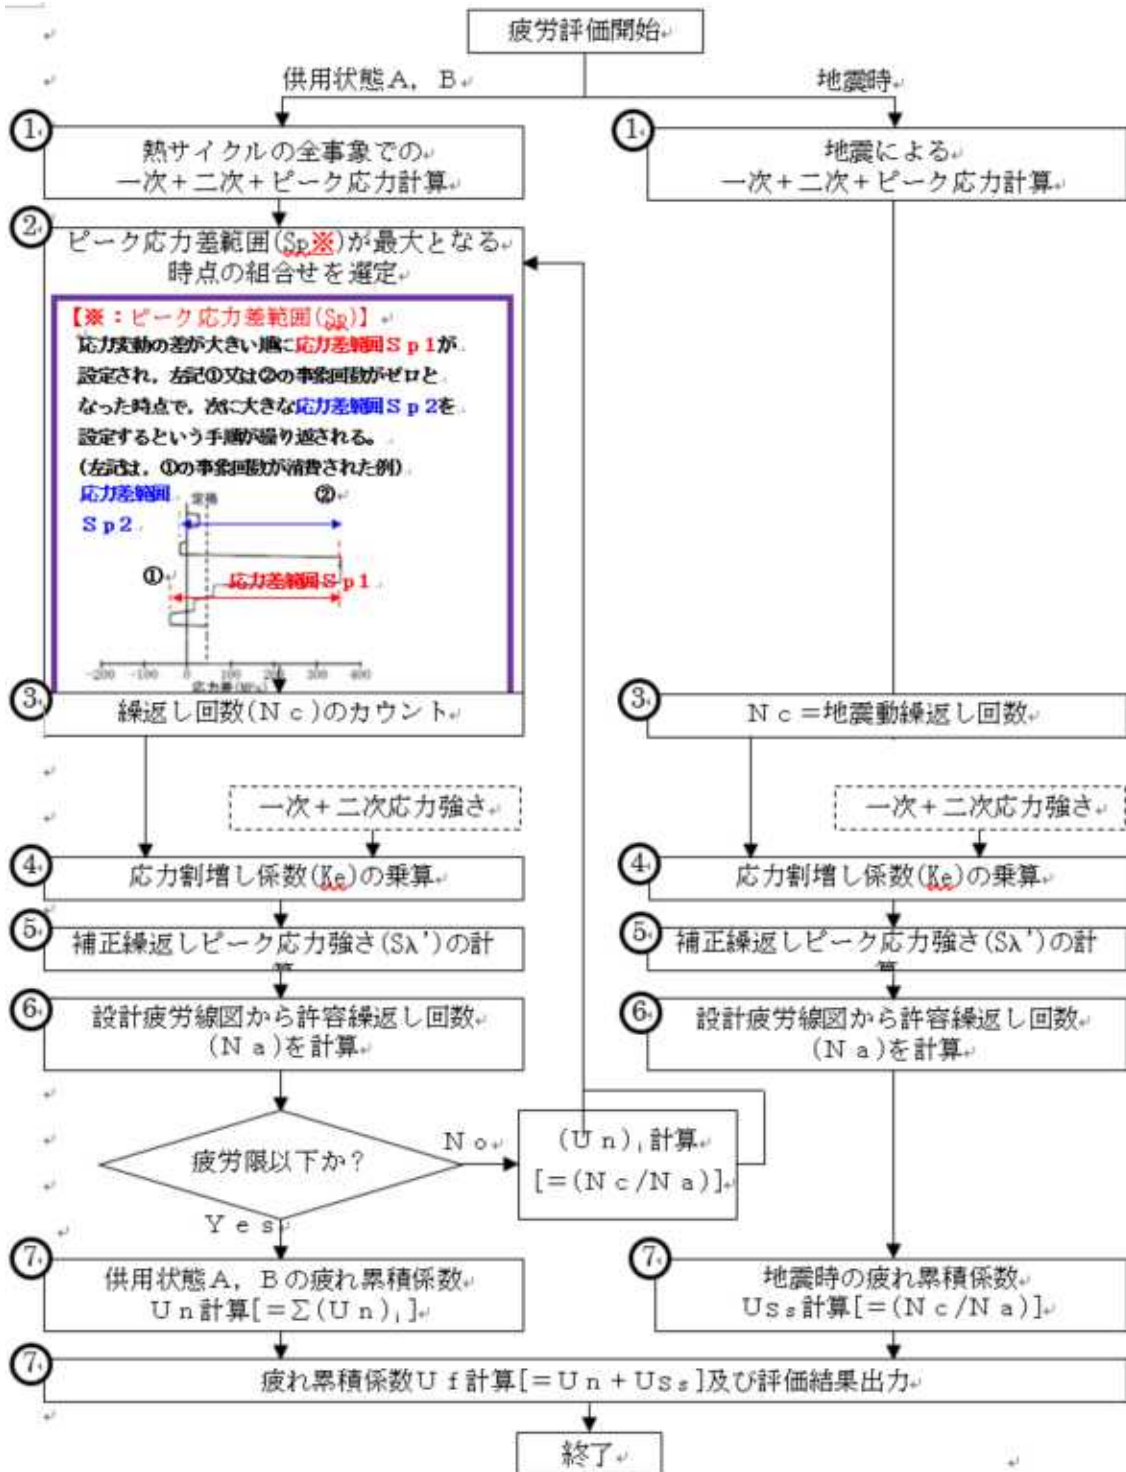 疲労評価開始
供用状態A，B
地震時
①
熱サイクルの全事象での
一次＋二次＋ピーク応力計算
①
地震による
一次＋二次＋ピーク応力計算
②
ピーク応力差範囲(Sp※)が最大となる
時点の組合せを選定
【※：ピーク応力差範囲(Sp)】
応力変動の差が大きい順に応力差範囲Ｓｐ1が
設定され，左記①又は②の事象回数がゼロと
なった時点で，次に大きな応力差範囲Ｓｐ2を
設定するという手順が繰り返される。
(左記は，①の事象回数が消費された例)
応力差範囲
Ｓｐ2
②
①
応力差範囲Ｓｐ1
-200 -100 0 100 200 300 400
応力差(MPa)
③
繰返し回数(Ｎｃ)のカウント
③
Ｎｃ＝地震動繰返し回数
一次＋二次応力強さ
一次＋二次応力強さ
④
応力割増し係数(Ke)の乗算
④
応力割増し係数(Ke)の乗算
⑤
補正繰返しピーク応力強さ(Sλ')の計
算
⑤
補正繰返しピーク応力強さ(Sλ')の計
算
⑥
設計疲労線図から許容繰返し回数
(Ｎａ)を計算
⑥
設計疲労線図から許容繰返し回数
(Ｎａ)を計算
疲労限以下か？
Ｎｏ
(Ｕｎ)ᵢ計算
[＝(Ｎｃ/Ｎａ)]
Ｙｅｓ
⑦
供用状態A，Bの疲れ累積係数
Ｕｎ計算[＝Σ(Ｕｎ)ᵢ]
⑦
地震時の疲れ累積係数
ＵSs計算[＝(Ｎｃ/Ｎａ)]
⑦
疲れ累積係数Ｕｆ計算[＝Ｕｎ＋ＵSs]及び評価結果出力
終了